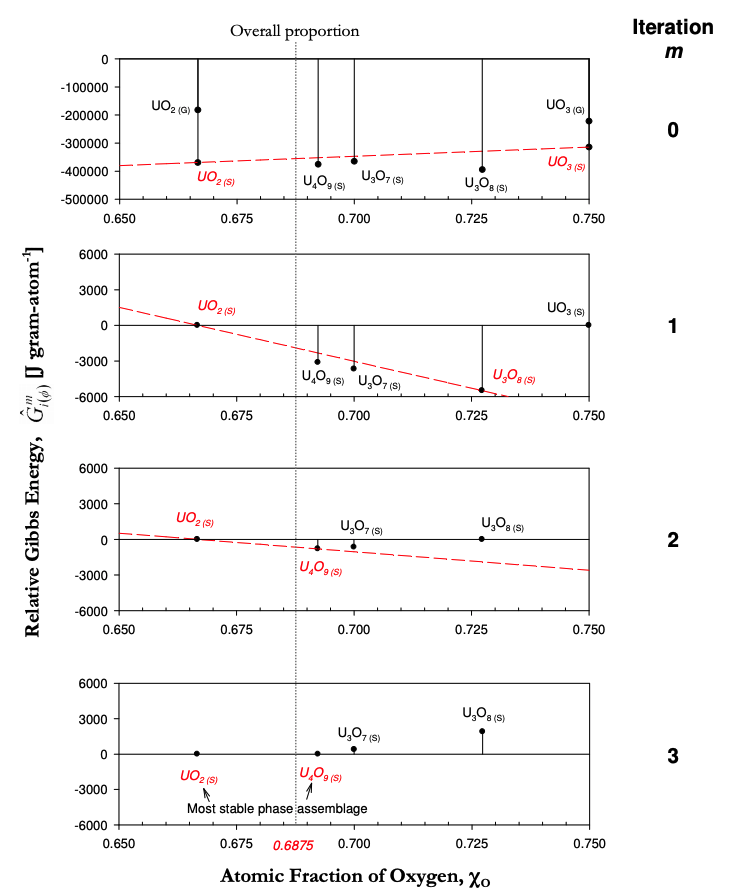 Overall proportion
Iteration
m
Relative Gibbs Energy, Ĝᵐᵢ₍ϕ₎ [J gram-atom⁻¹]
0
-100000
-200000
-300000
-400000
-500000
UO₂ (G)
UO₂ (S)
U₄O₉ (S)
U₃O₇ (S)
U₃O₈ (S)
UO₃ (G)
UO₃ (S)
0.650 0.675 0.700 0.725 0.750
0
6000
3000
0
-3000
-6000
UO₂ (S)
U₄O₉ (S)
U₃O₇ (S)
U₃O₈ (S)
UO₃ (S)
0.650 0.675 0.700 0.725 0.750
1
6000
3000
0
-3000
-6000
UO₂ (S)
U₄O₉ (S)
U₃O₇ (S)
U₃O₈ (S)
0.650 0.675 0.700 0.725 0.750
2
6000
3000
0
-3000
-6000
UO₂ (S)
U₄O₉ (S)
U₃O₇ (S)
U₃O₈ (S)
Most stable phase assemblage
0.650 0.675 0.6875 0.700 0.725 0.750
3
Atomic Fraction of Oxygen, χ_O